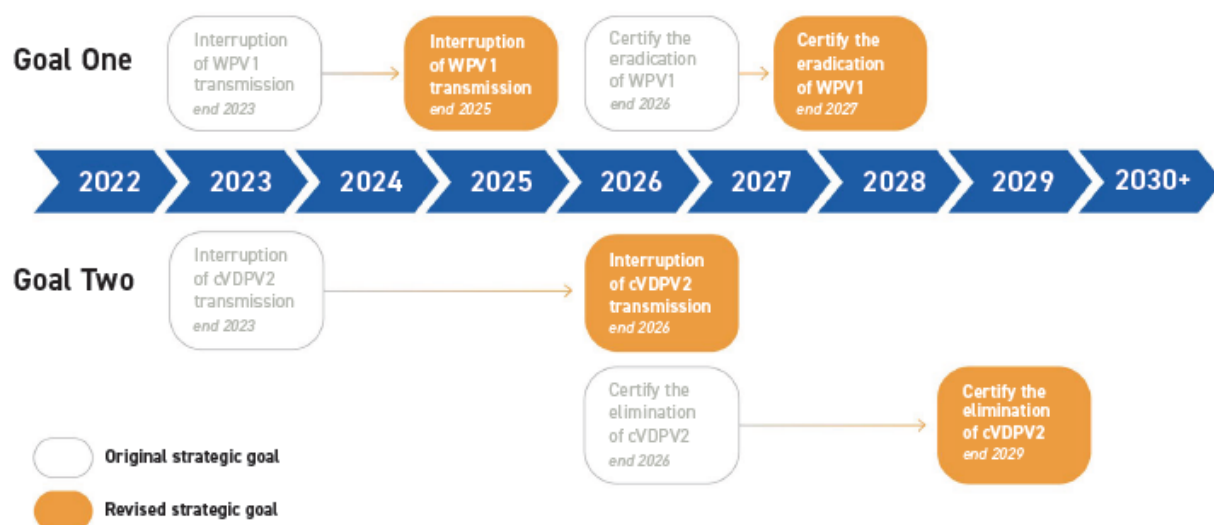 Goal One
Interruption
of WPV1
transmission
end 2023
Interruption
of WPV1
transmission
end 2025
Certify the
eradication
of WPV1
end 2026
Certify the
eradication
of WPV1
end 2027
2022
2023
2024
2025
2026
2027
2028
2029
2030+
Goal Two
Interruption
of cVDPV2
transmission
end 2023
Interruption
of cVDPV2
transmission
end 2026
Certify the
elimination
of cVDPV2
end 2026
Certify the
elimination
of cVDPV2
end 2029
Original strategic goal
Revised strategic goal